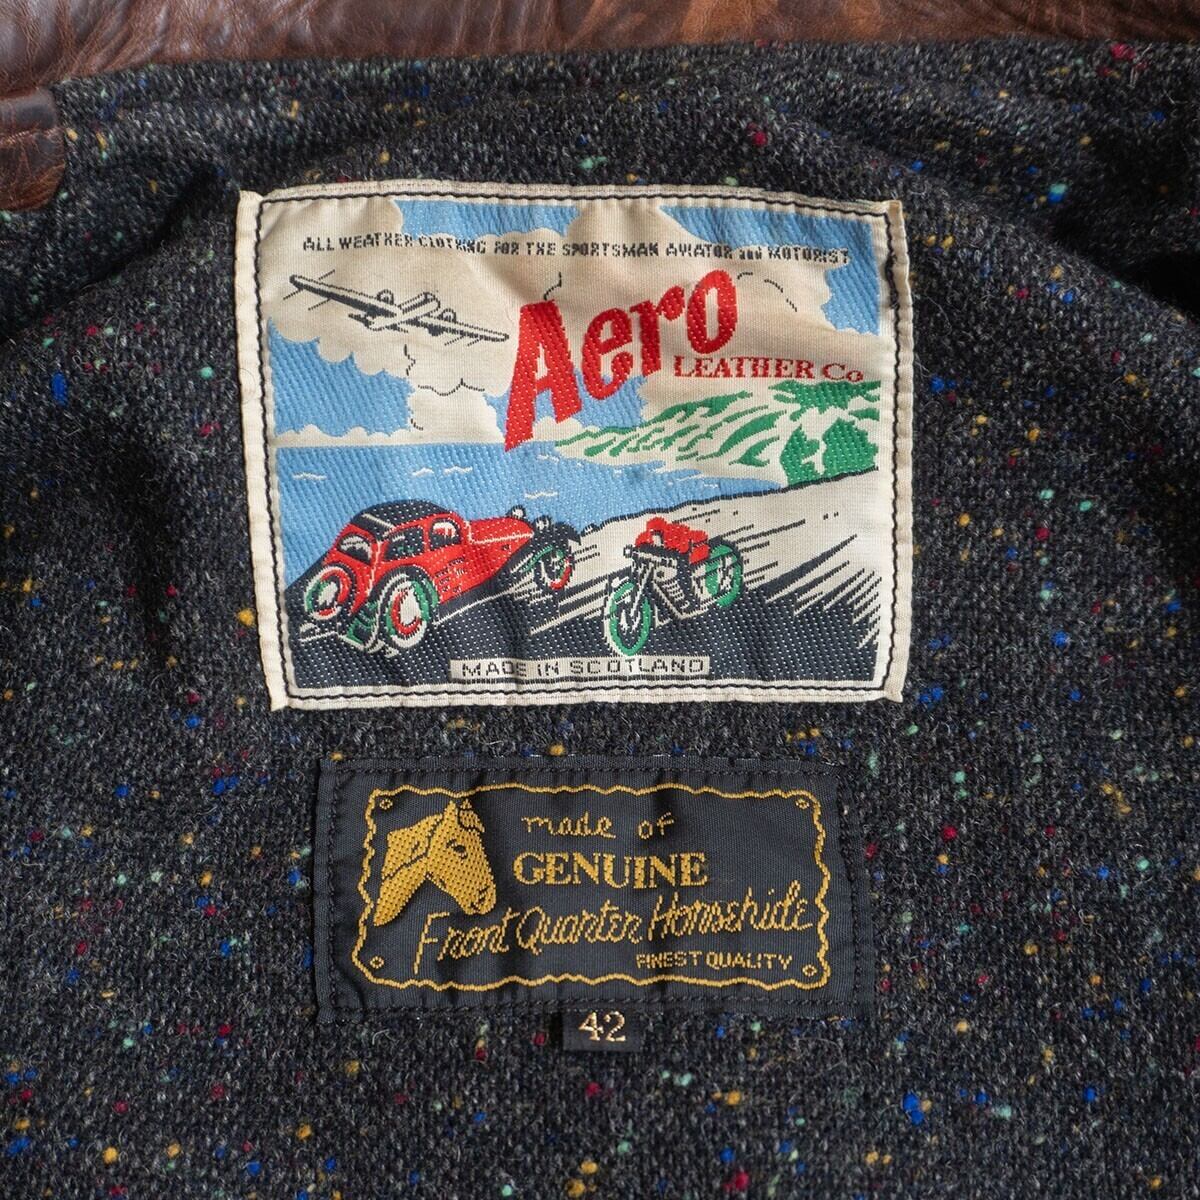 ALL WEATHER CLOTHING FOR THE SPORTSMAN AVIATOR and MOTORIST
Aero
LEATHER Co
MADE IN SCOTLAND
made of
GENUINE
Front Quarter Horsehide
FINEST QUALITY
42